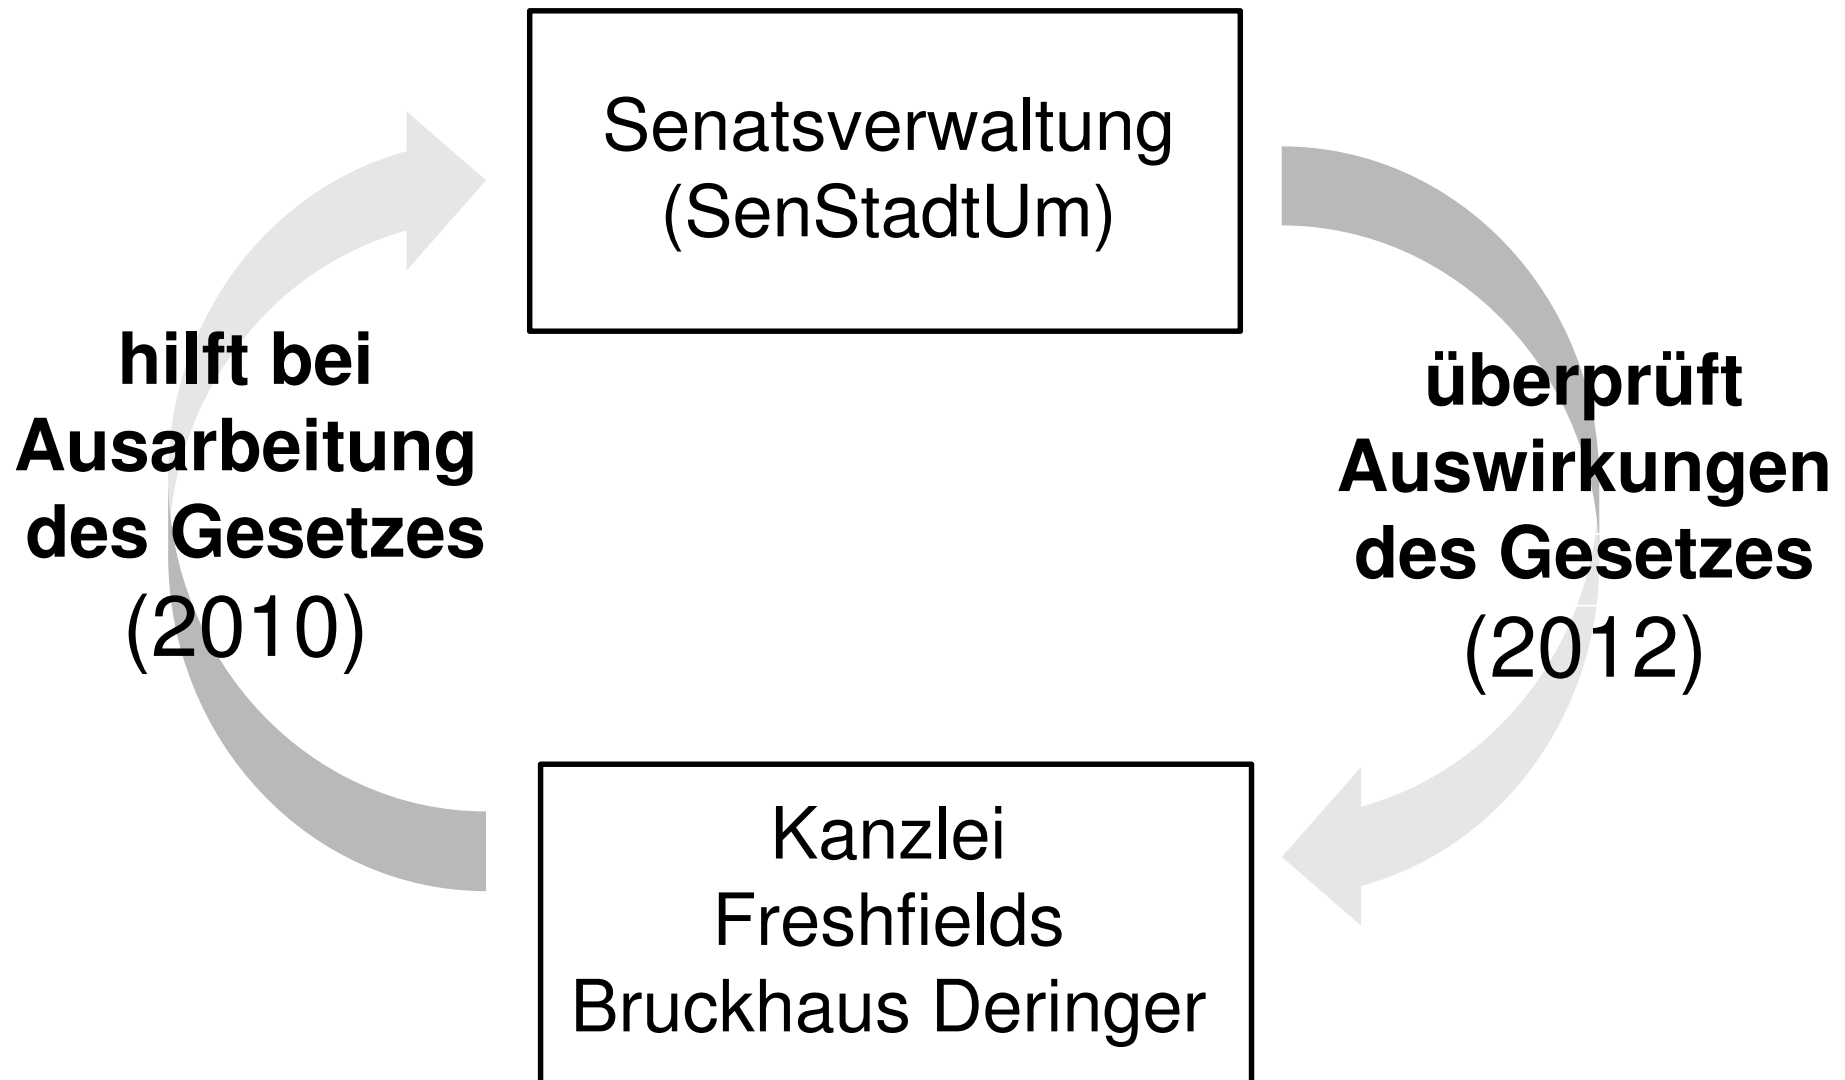 Senatsverwaltung
(SenStadtUm)
hilft bei
Ausarbeitung
des Gesetzes
(2010)
überprüft
Auswirkungen
des Gesetzes
(2012)
Kanzlei
Freshfields
Bruckhaus Deringer